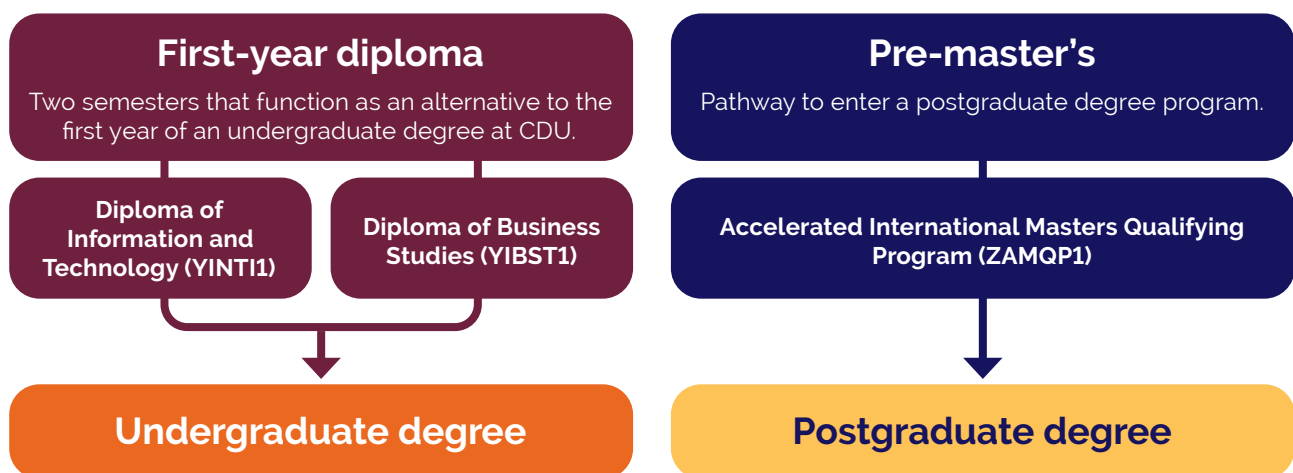 First-year diploma
Two semesters that function as an alternative to the
first year of an undergraduate degree at CDU.
Diploma of
Information and
Technology (YINTI1)
Diploma of Business
Studies (YIBST1)
Undergraduate degree
Pre-master's
Pathway to enter a postgraduate degree program.
Accelerated International Masters Qualifying
Program (ZAMQP1)
Postgraduate degree